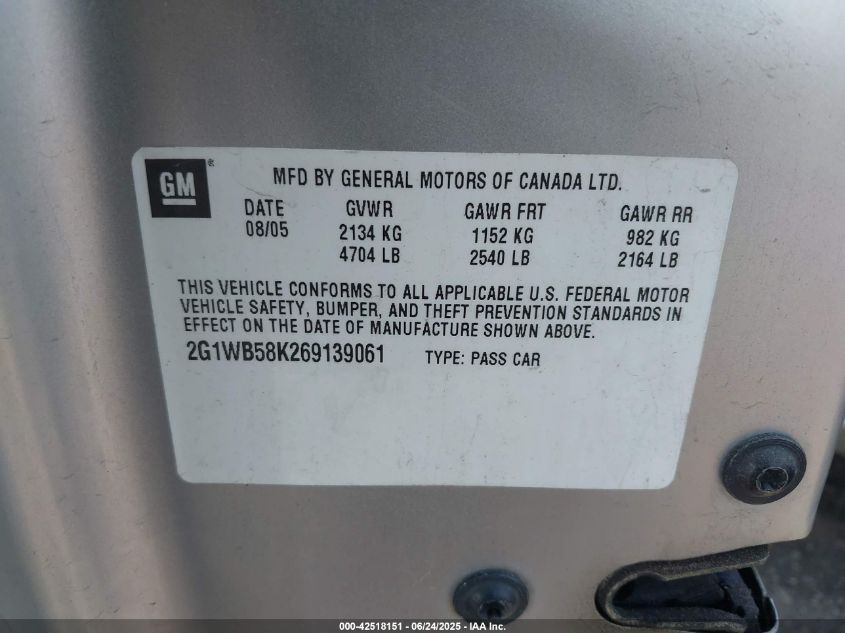 GM®
MFD BY GENERAL MOTORS OF CANADA LTD.
DATE GVWR GAWR FRT GAWR RR
08/05 2134 KG 1152 KG 982 KG
4704 LB 2540 LB 2164 LB
THIS VEHICLE CONFORMS TO ALL APPLICABLE U.S. FEDERAL MOTOR
VEHICLE SAFETY, BUMPER, AND THEFT PREVENTION STANDARDS IN
EFFECT ON THE DATE OF MANUFACTURE SHOWN ABOVE.
2G1WB58K269139061 TYPE: PASS CAR
000-42518151 - 06/24/2025 - IAA Inc.